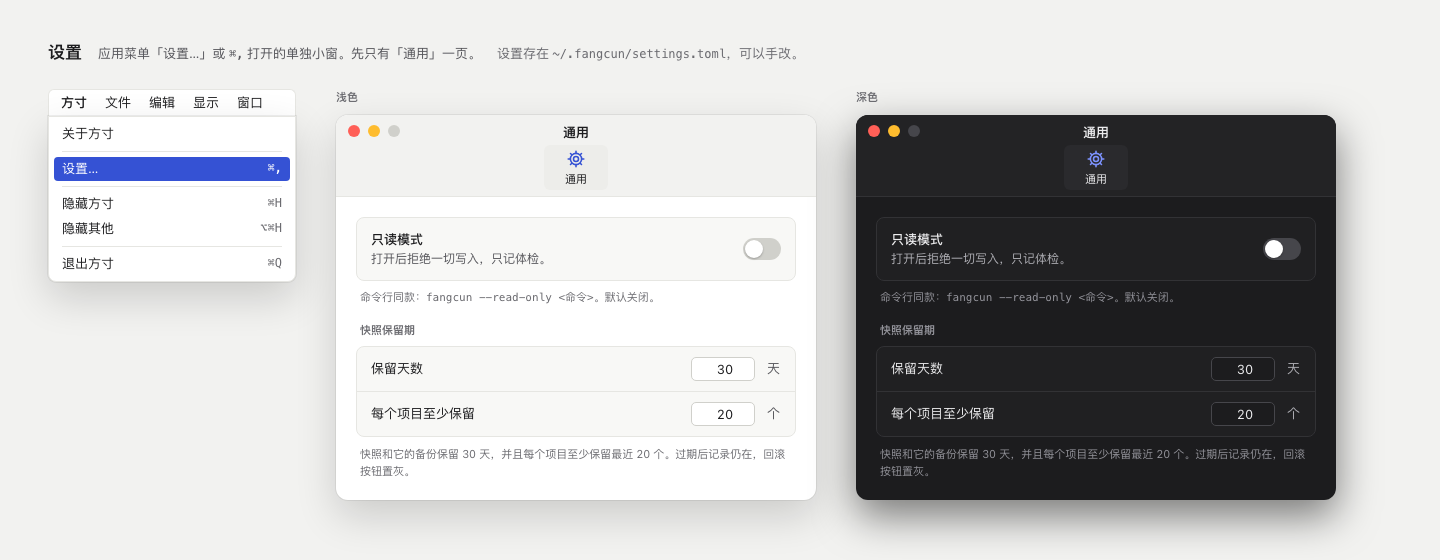 设置 应用菜单「设置…」或 ⌘, 打开的单独小窗。先只有「通用」一页。 设置存在 ~/.fangcun/settings.toml，可以手改。
方寸 文件 编辑 显示 窗口
关于方寸
设置… ⌘,
隐藏方寸 ⌘H
隐藏其他 ⌥⌘H
退出方寸 ⌘Q
浅色
通用
通用
只读模式
打开后拒绝一切写入，只记体检。
命令行同款：fangcun --read-only <命令>。默认关闭。
快照保留期
保留天数 30 天
每个项目至少保留 20 个
快照和它的备份保留 30 天，并且每个项目至少保留最近 20 个。过期后记录仍在，回滚
按钮置灰。
深色
通用
通用
只读模式
打开后拒绝一切写入，只记体检。
命令行同款：fangcun --read-only <命令>。默认关闭。
快照保留期
保留天数 30 天
每个项目至少保留 20 个
快照和它的备份保留 30 天，并且每个项目至少保留最近 20 个。过期后记录仍在，回滚
按钮置灰。